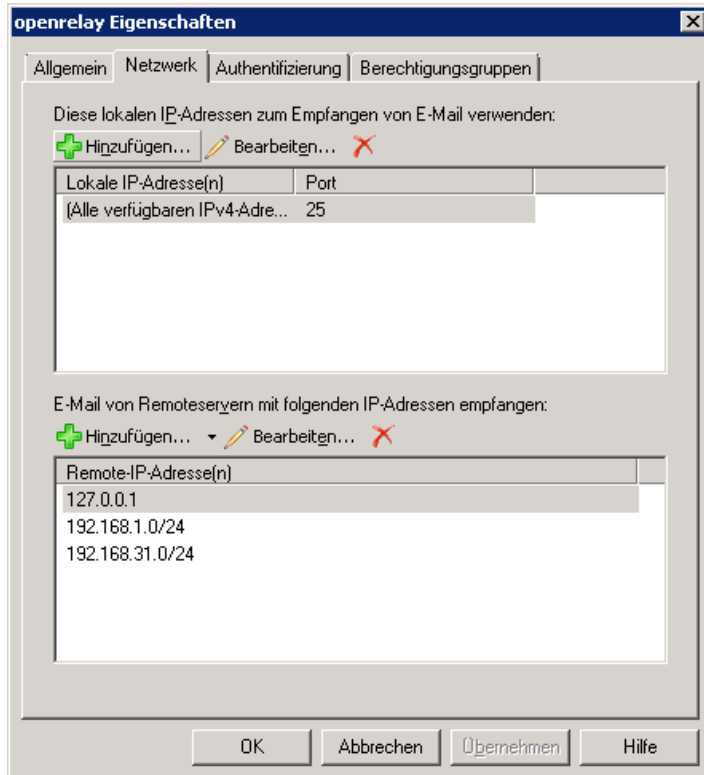 openrelay Eigenschaften
Allgemein Netzwerk Authentifizierung Berechtigungsgruppen
Diese lokalen IP-Adressen zum Empfangen von E-Mail verwenden:
Hinzufügen... Bearbeiten...
Lokale IP-Adresse(n) Port
(Alle verfügbaren IPv4-Adre... 25
E-Mail von Remoteservern mit folgenden IP-Adressen empfangen:
Hinzufügen... Bearbeiten...
Remote-IP-Adresse(n)
127.0.0.1
192.168.1.0/24
192.168.31.0/24
OK Abbrechen Übernehmen Hilfe